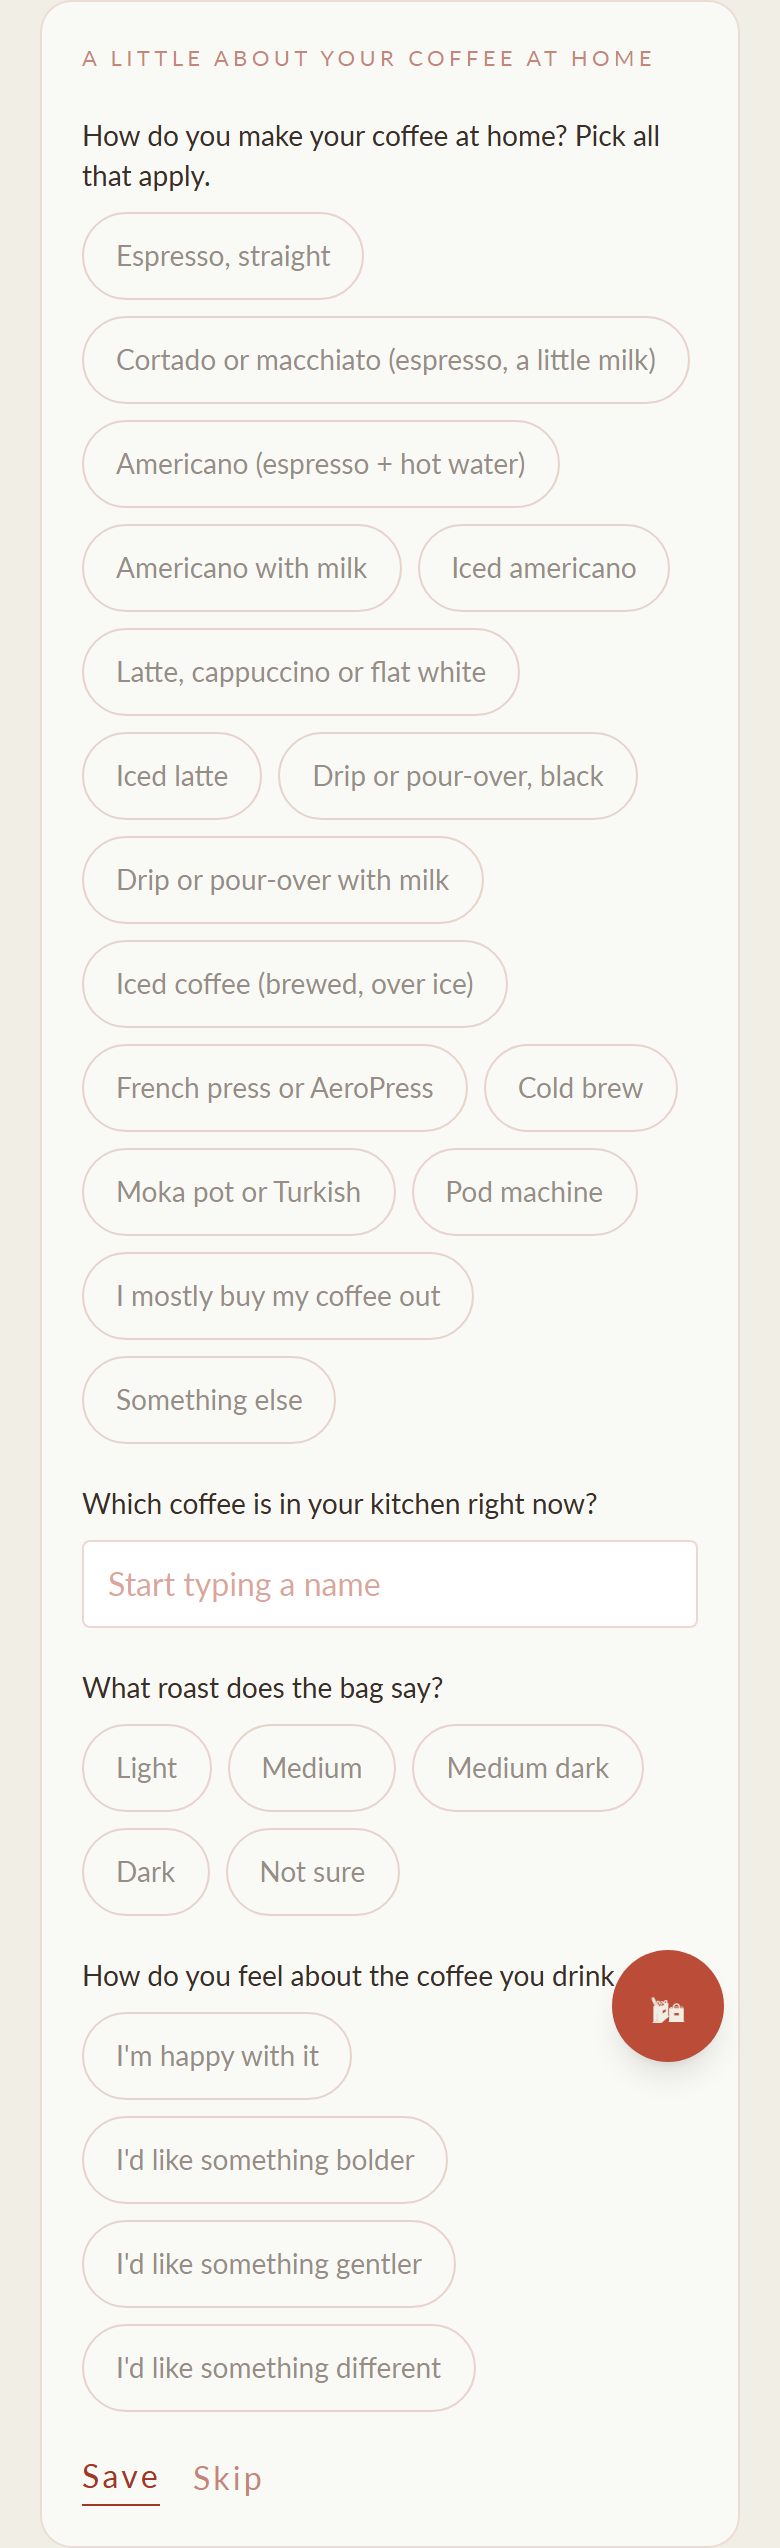 A LITTLE ABOUT YOUR COFFEE AT HOME
How do you make your coffee at home? Pick all
that apply.
Espresso, straight
Cortado or macchiato (espresso, a little milk)
Americano (espresso + hot water)
Americano with milk
Iced americano
Latte, cappuccino or flat white
Iced latte
Drip or pour-over, black
Drip or pour-over with milk
Iced coffee (brewed, over ice)
French press or AeroPress
Cold brew
Moka pot or Turkish
Pod machine
I mostly buy my coffee out
Something else
Which coffee is in your kitchen right now?
Start typing a name
What roast does the bag say?
Light
Medium
Medium dark
Dark
Not sure
How do you feel about the coffee you drink
I'm happy with it
I'd like something bolder
I'd like something gentler
I'd like something different
Save
Skip